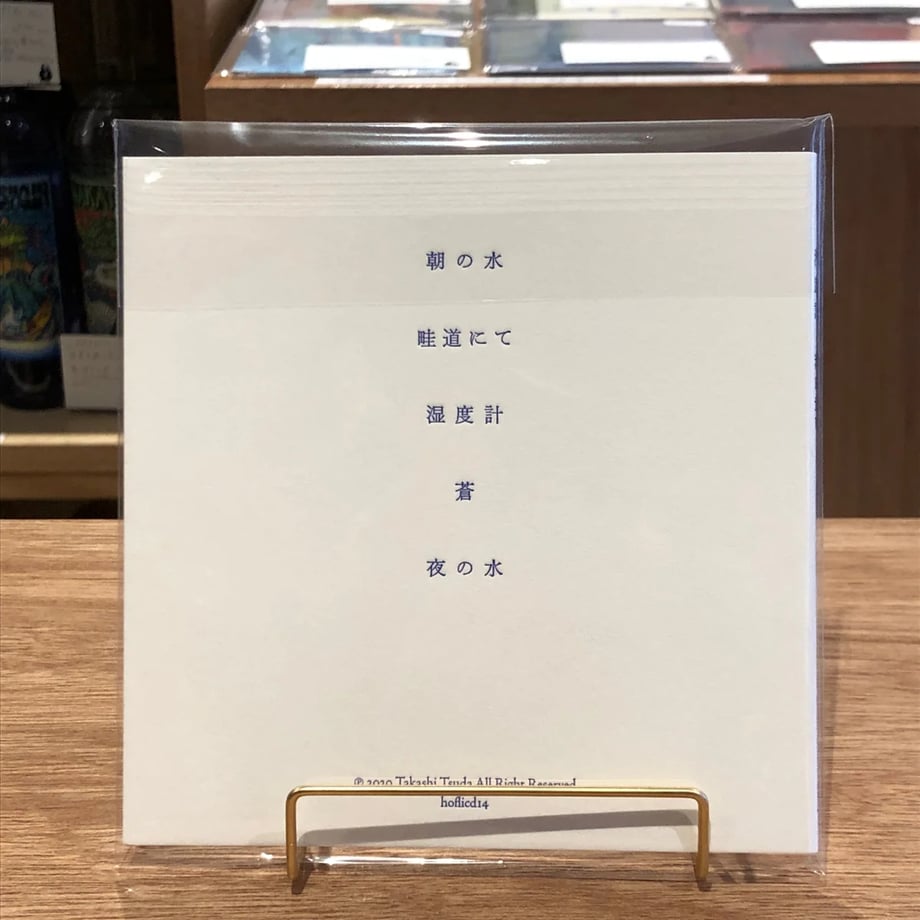 朝の水
畦道にて
湿度計
蒼
夜の水
℗ 2020 Takashi Tsuda All Right Reserved
hoflicd14